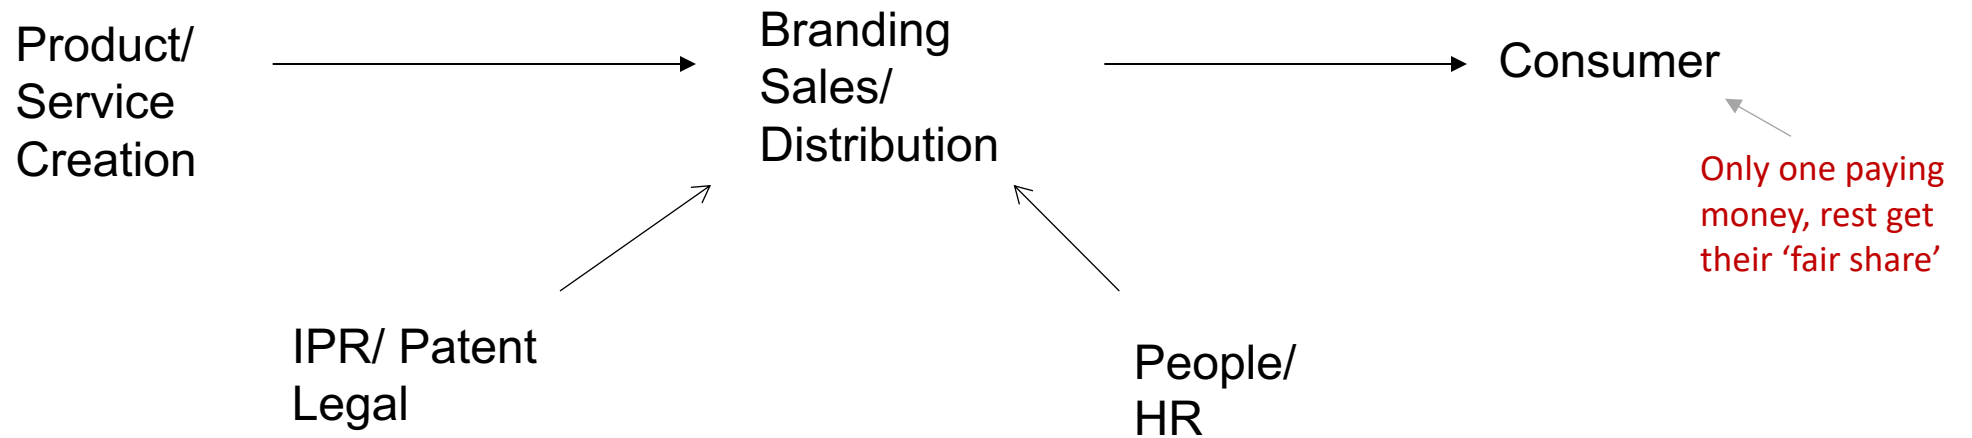 Product/
Service
Creation
Branding
Sales/
Distribution
Consumer
Only one paying
money, rest get
their ‘fair share’
IPR/ Patent
Legal
People/
HR